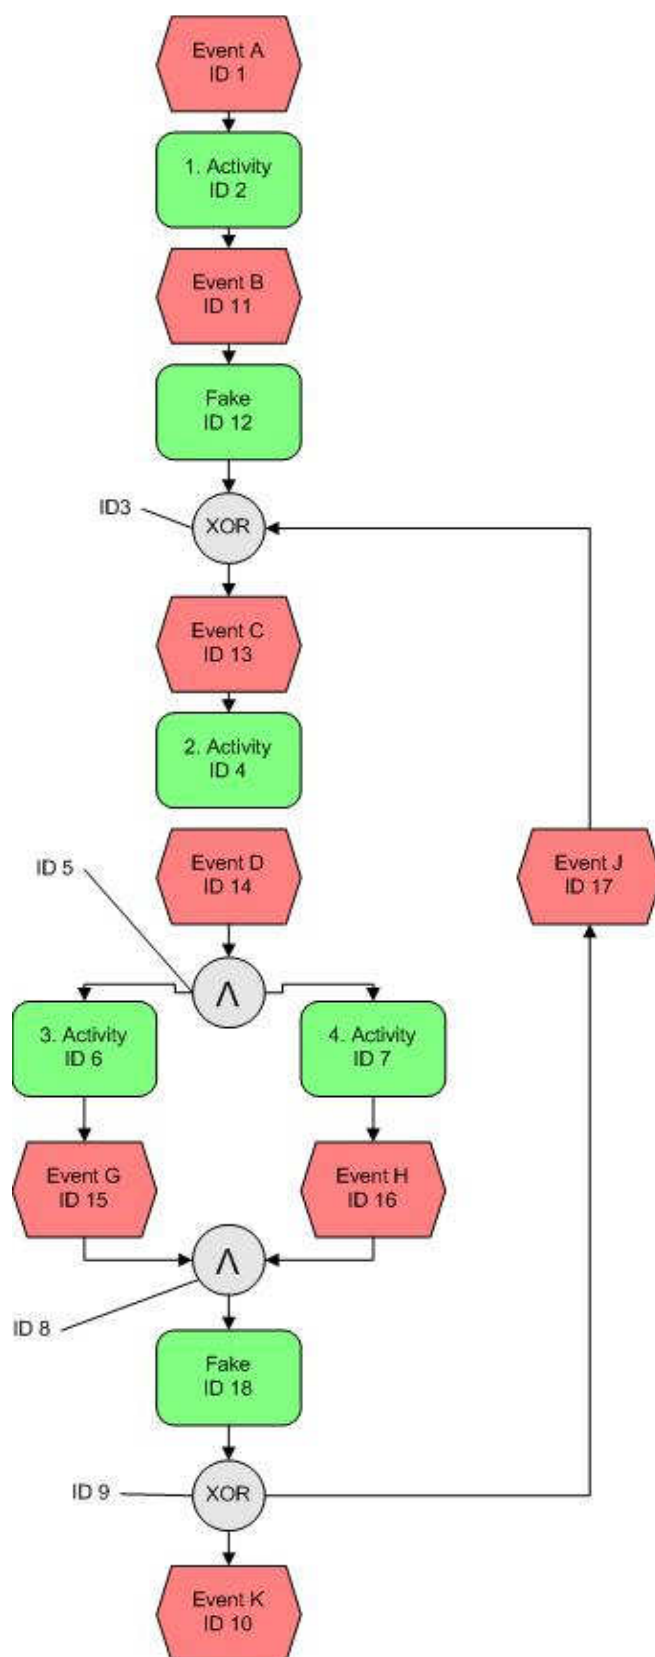 Event A
ID 1
1. Activity
ID 2
Event B
ID 11
Fake
ID 12
ID3
XOR
Event C
ID 13
2. Activity
ID 4
Event D
ID 14
Event J
ID 17
ID 5
Λ
3. Activity
ID 6
4. Activity
ID 7
Event G
ID 15
Event H
ID 16
Λ
ID 8
Fake
ID 18
ID 9
XOR
Event K
ID 10